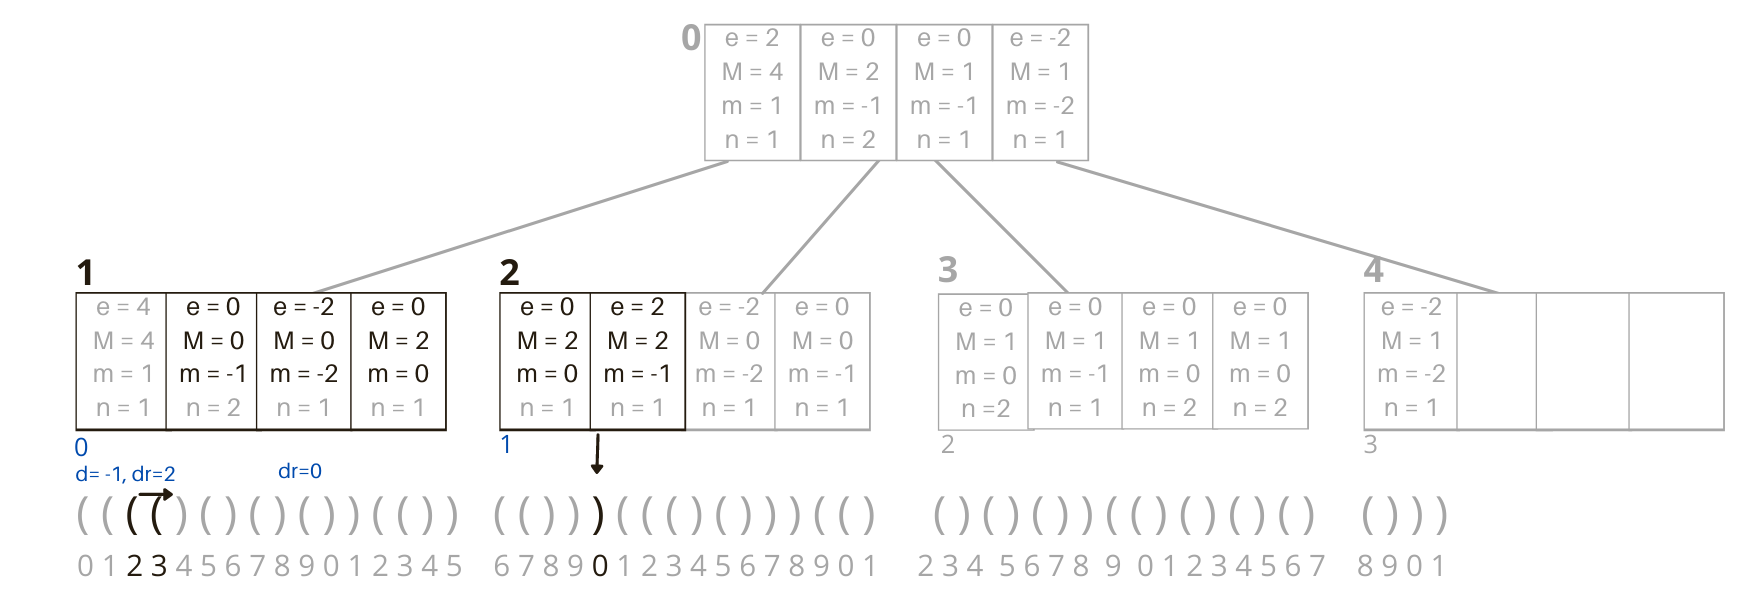 0
e = 2 e = 0 e = 0 e = -2
M = 4 M = 2 M = 1 M = 1
m = 1 m = -1 m = -1 m = -2
n = 1 n = 2 n = 1 n = 1
1 2 3 4
e = 4 e = 0 e = -2 e = 0 e = 0 e = 2 e = -2 e = 0 e = 0 e = 0 e = 0 e = 0 e = -2
M = 4 M = 0 M = 0 M = 2 M = 2 M = 2 M = 0 M = 0 M = 1 M = 1 M = 1 M = 1 M = 1
m = 1 m = -1 m = -2 m = 0 m = 0 m = -1 m = -2 m = -1 m = 0 m = -1 m = 0 m = 0 m = -2
n = 1 n = 2 n = 1 n = 1 n = 1 n = 1 n = 1 n = 1 n =2 n = 1 n = 2 n = 2 n = 1
0 1 2 3
d= -1, dr=2 dr=0
( ( ( ( ) ( ) ( ) ( ) ) ( ( ) ) ( ( ) ) ) ( ( ( ) ( ) ) ) ( ( ) ( ) ( ) ( ) ) ( ( ) ( ) ( ) ( ) ( ) ) )
0 1 2 3 4 5 6 7 8 9 0 1 2 3 4 5 6 7 8 9 0 1 2 3 4 5 6 7 8 9 0 1 2 3 4 5 6 7 8 9 0 1 2 3 4 5 6 7 8 9 0 1